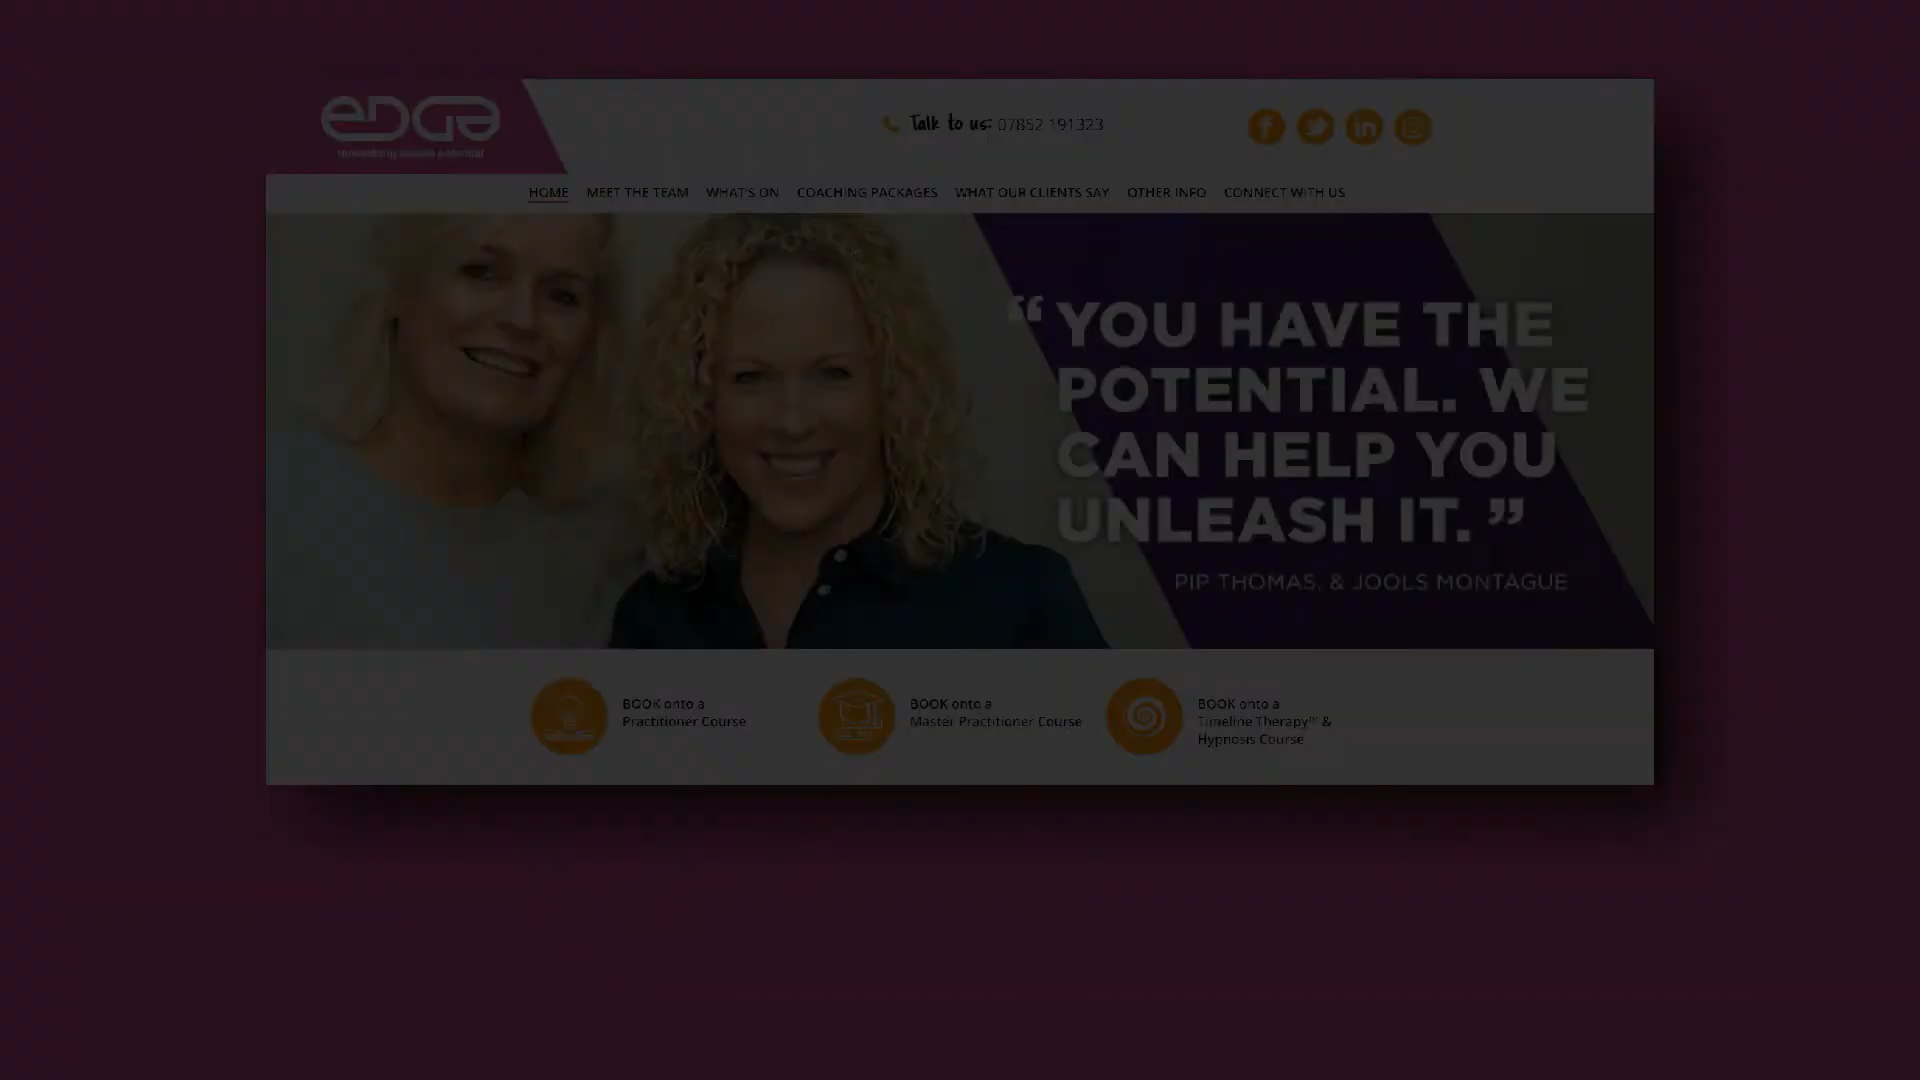 eDGe
Talk to us: 07852 191323
HOME MEET THE TEAM WHAT'S ON COACHING PACKAGES WHAT OUR CLIENTS SAY OTHER INFO CONNECT WITH US
“ YOU HAVE THE
POTENTIAL. WE
CAN HELP YOU
UNLEASH IT. ”
PIP THOMAS, & JOOLS MONTAGUE
BOOK onto a
Practitioner Course
BOOK onto a
Master Practitioner Course
BOOK onto a
Timeline Therapy™ &
Hypnosis Course